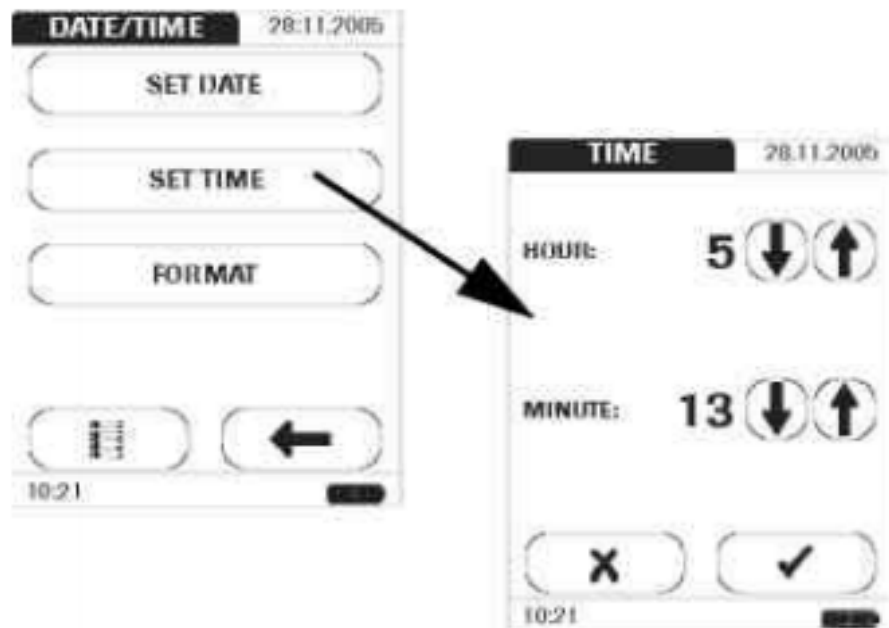 DATE/TIME 28.11.2005
SET DATE
SET TIME
FORMAT
10:21
TIME 28.11.2005
HOUR: 5
MINUTE: 13
10:21